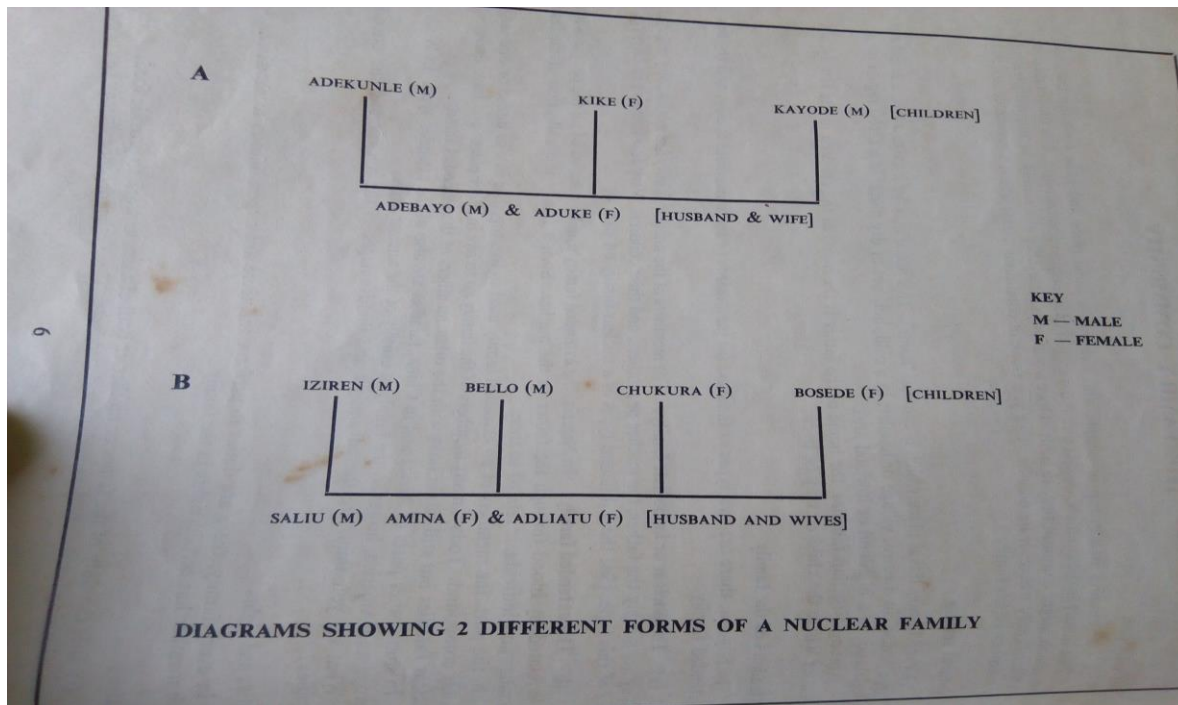 A
ADEKUNLE (M) KIKE (F) KAYODE (M) [CHILDREN]
ADEBAYO (M) & ADUKE (F) [HUSBAND & WIFE]
KEY
M — MALE
F — FEMALE
6
B
IZIREN (M) BELLO (M) CHUKURA (F) BOSEDE (F) [CHILDREN]
SALIU (M) AMINA (F) & ADLIATU (F) [HUSBAND AND WIVES]
DIAGRAMS SHOWING 2 DIFFERENT FORMS OF A NUCLEAR FAMILY